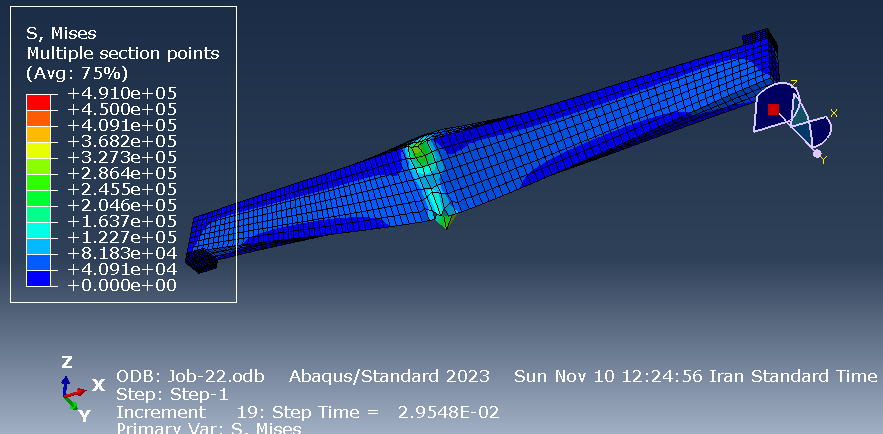 S, Mises
Multiple section points
(Avg: 75%)
+4.910e+05
+4.500e+05
+4.091e+05
+3.682e+05
+3.273e+05
+2.864e+05
+2.455e+05
+2.046e+05
+1.637e+05
+1.227e+05
+8.183e+04
+4.091e+04
+0.000e+00
Z
X
Y
Z
X
Y
ODB: Job-22.odb Abaqus/Standard 2023 Sun Nov 10 12:24:56 Iran Standard Time
Step: Step-1
Increment 19: Step Time = 2.9548E-02
Primary Var: S, Mises